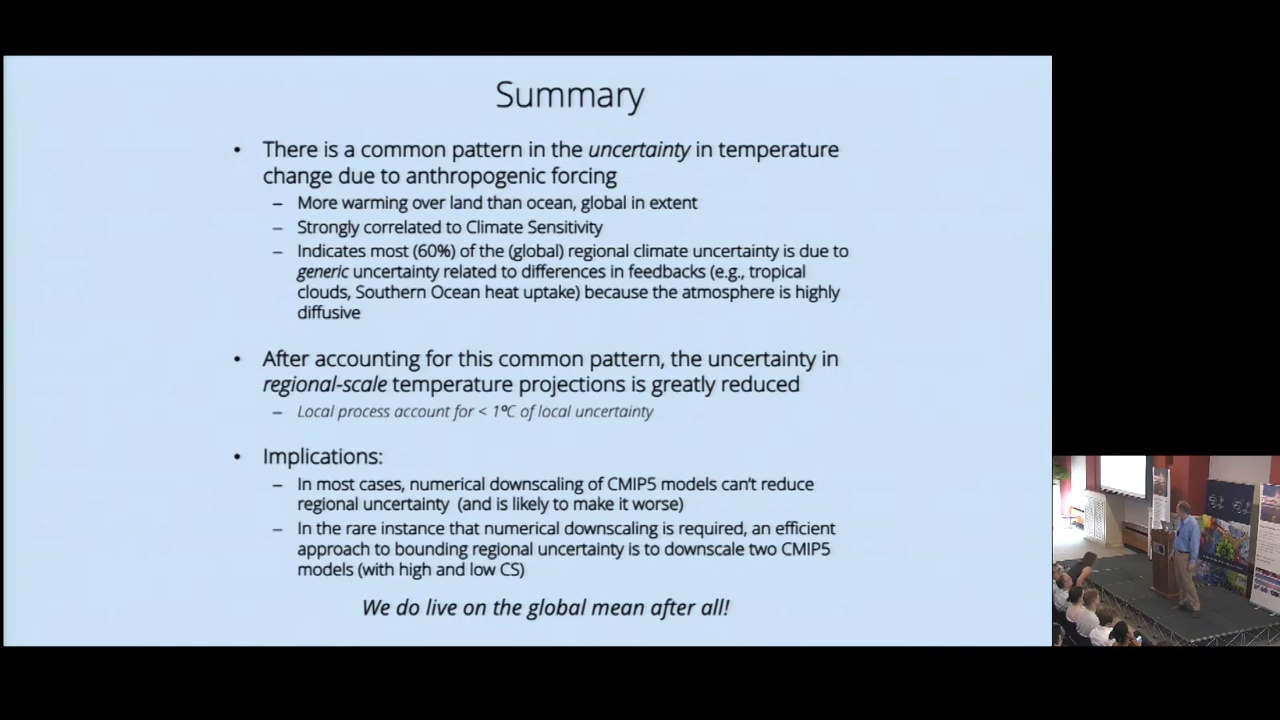 Summary
• There is a common pattern in the uncertainty in temperature
change due to anthropogenic forcing
– More warming over land than ocean, global in extent
– Strongly correlated to Climate Sensitivity
– Indicates most (60%) of the (global) regional climate uncertainty is due to
generic uncertainty related to differences in feedbacks (e.g., tropical
clouds, Southern Ocean heat uptake) because the atmosphere is highly
diffusive
• After accounting for this common pattern, the uncertainty in
regional-scale temperature projections is greatly reduced
– Local process account for < 1ºC of local uncertainty
• Implications:
– In most cases, numerical downscaling of CMIP5 models can't reduce
regional uncertainty (and is likely to make it worse)
– In the rare instance that numerical downscaling is required, an efficient
approach to bounding regional uncertainty is to downscale two CMIP5
models (with high and low CS)
We do live on the global mean after all!